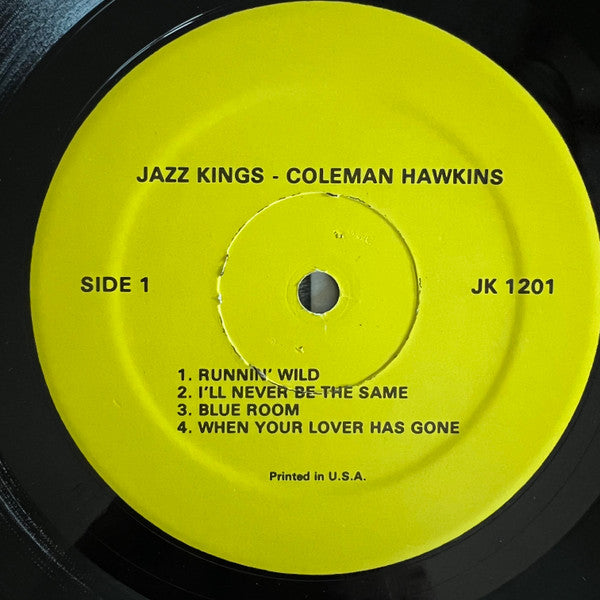 JAZZ KINGS - COLEMAN HAWKINS
SIDE 1
JK 1201
1. RUNNIN' WILD
2. I'LL NEVER BE THE SAME
3. BLUE ROOM
4. WHEN YOUR LOVER HAS GONE
Printed in U.S.A.